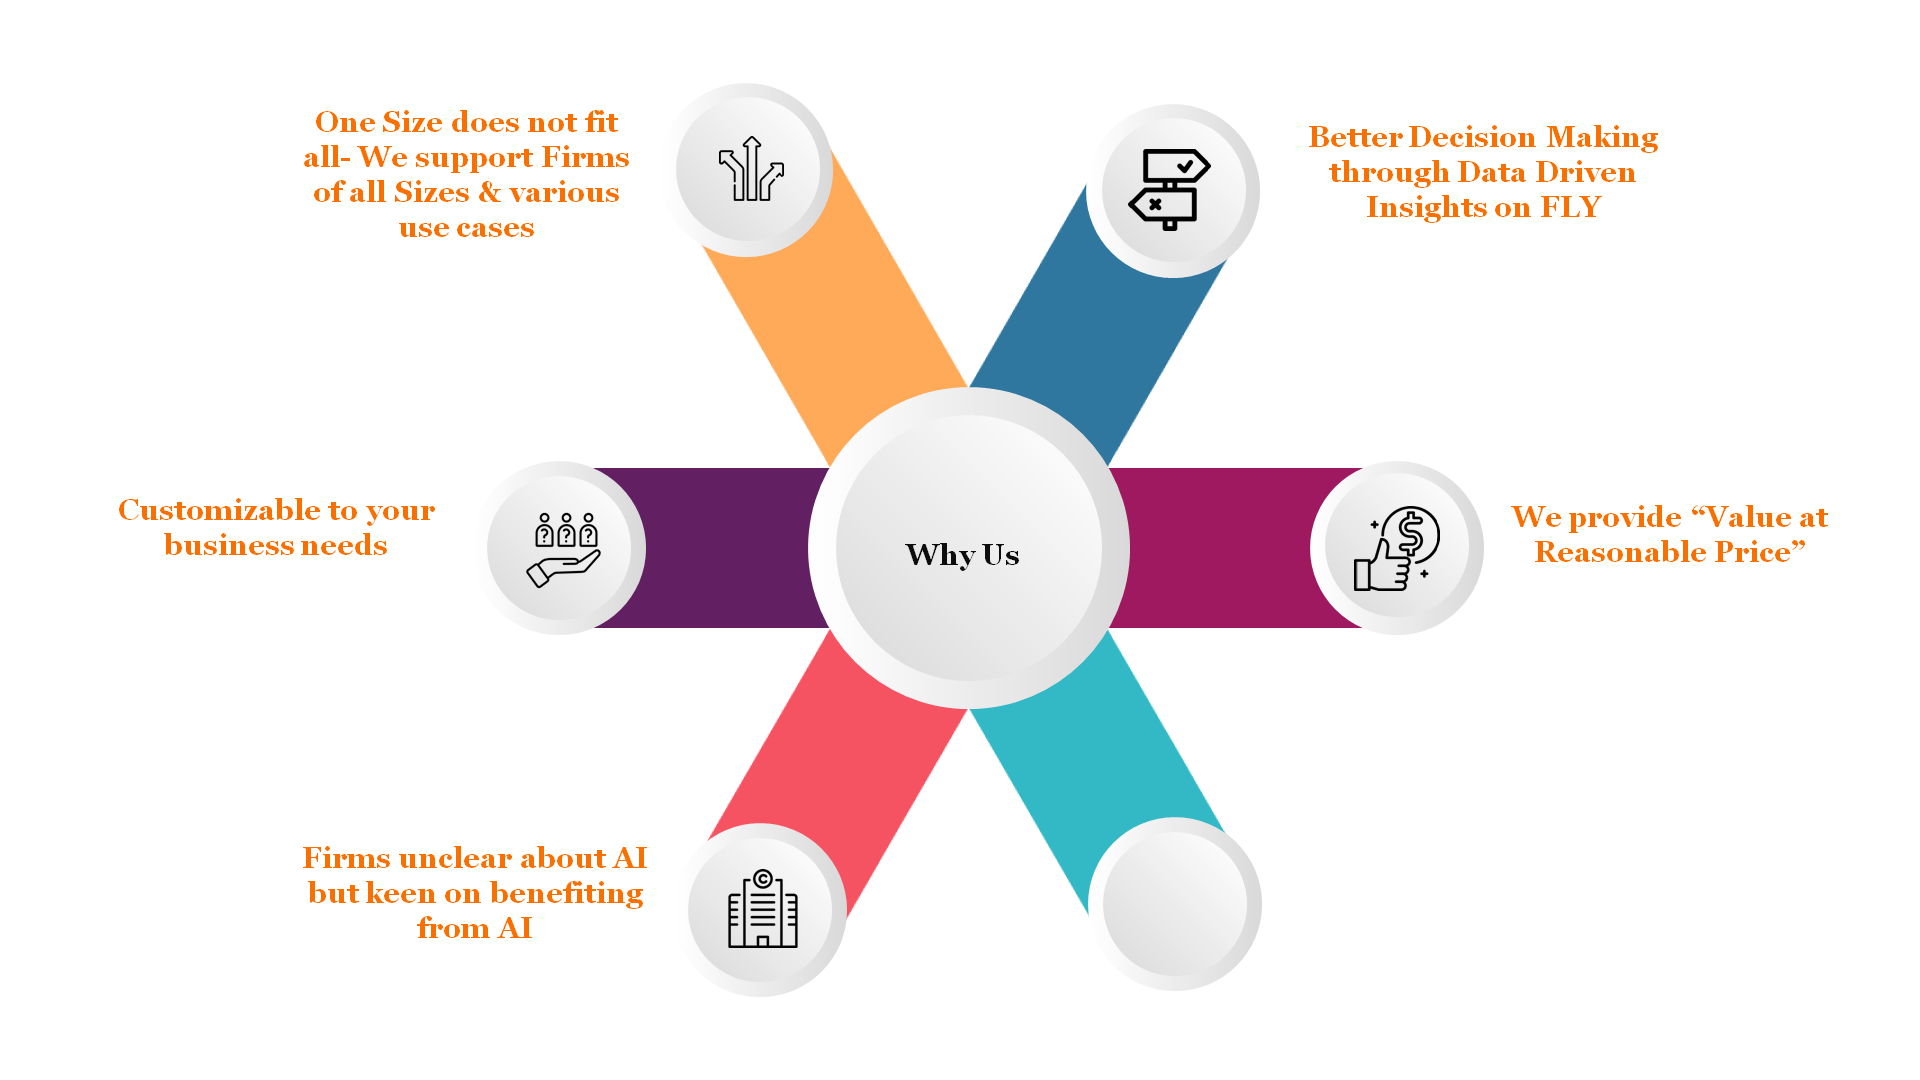 One Size does not fit
all- We support Firms
of all Sizes & various
use cases
Better Decision Making
through Data Driven
Insights on FLY
Customizable to your
business needs
Why Us
We provide “Value at
Reasonable Price”
Firms unclear about AI
but keen on benefiting
from AI